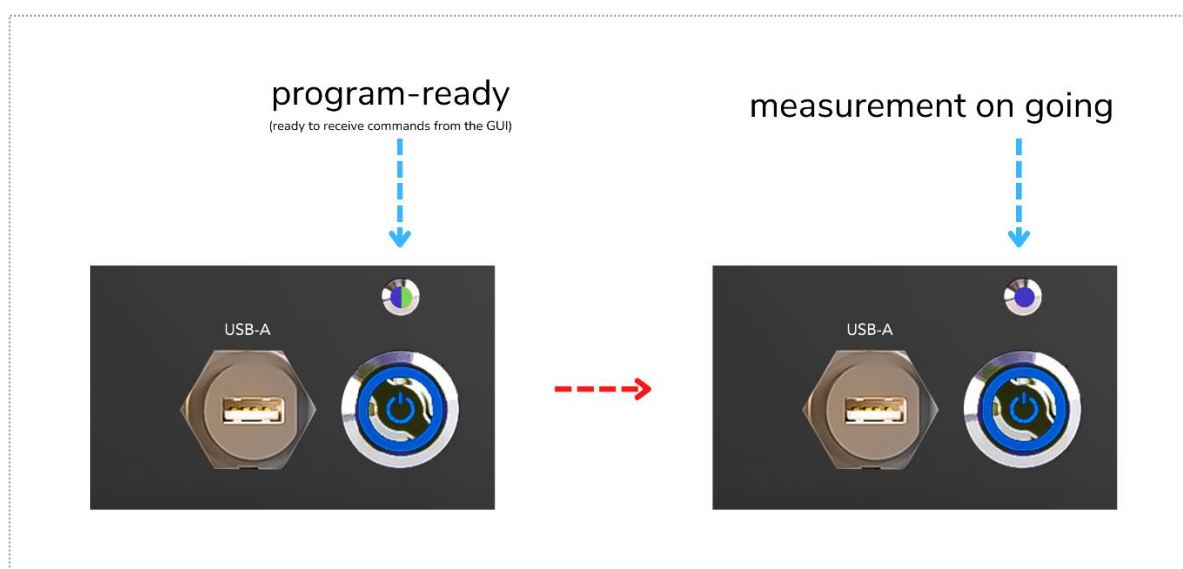 program-ready
(ready to receive commands from the GUI)
measurement on going
USB-A
USB-A